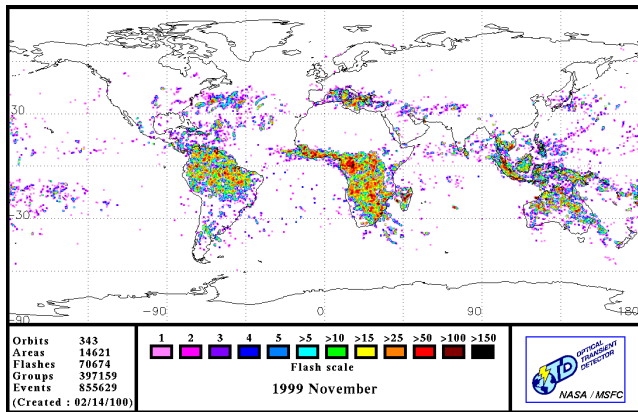 30
-30
-90
-90 0 90 180
Orbits 343
Areas 14621
Flashes 70674
Groups 397159
Events 855629
(Created : 02/14/100)
1 2 3 4 5 >5 >10 >15 >25 >50 >100 >150
Flash scale
1999 November
OTD
OPTICAL
TRANSIENT
DETECTOR
NASA / MSFC